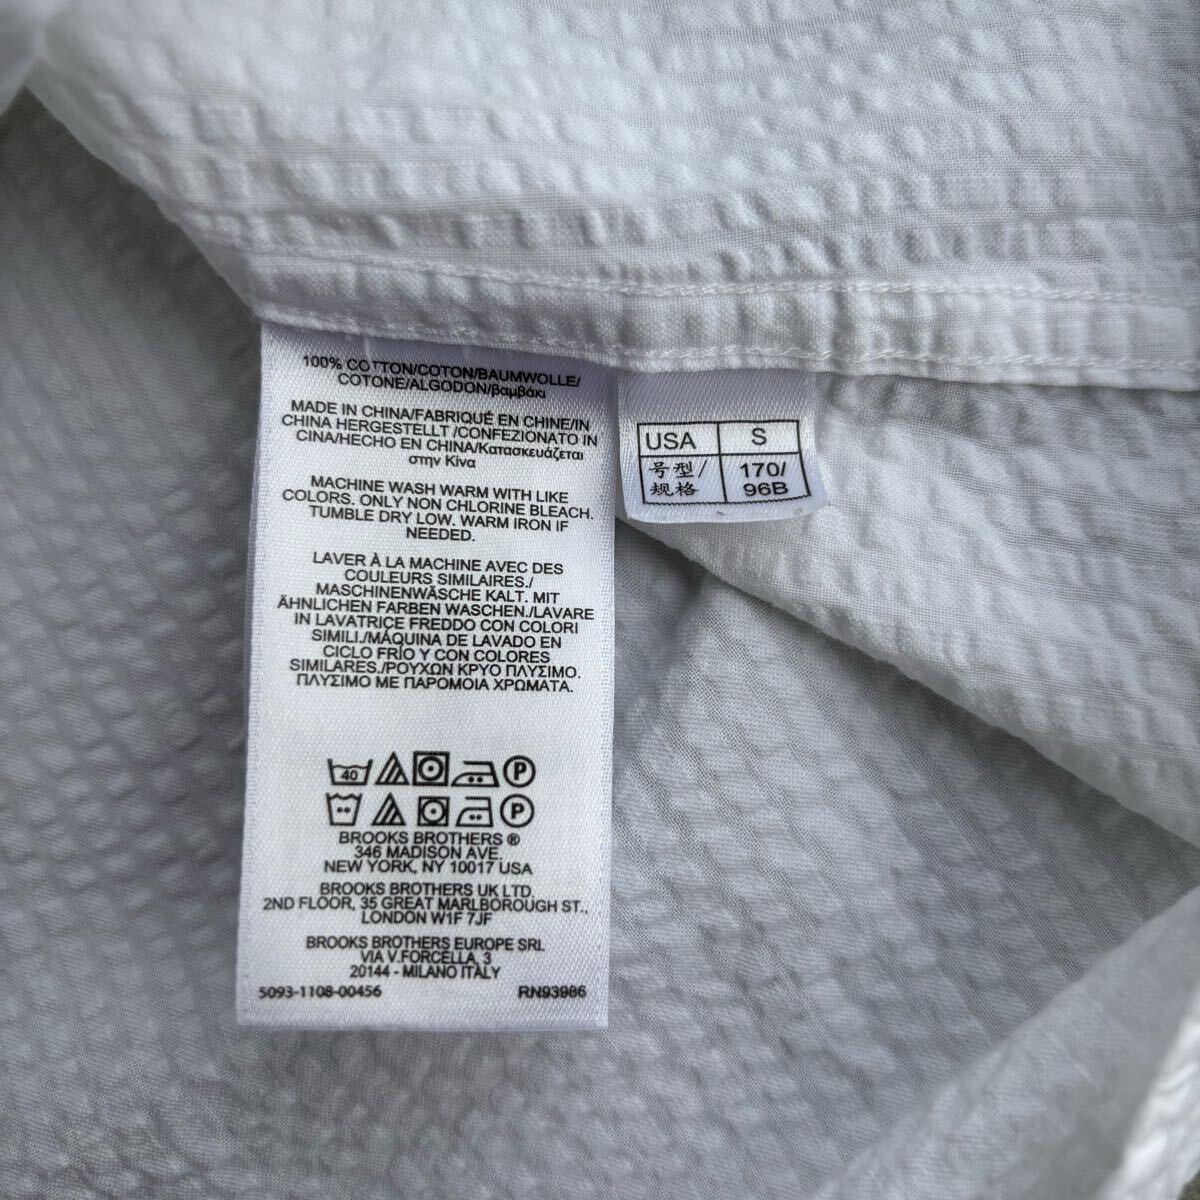 100% COTTON/COTON/BAUMWOLLE/
COTONE/ALGODON/βαμβάκι
MADE IN CHINA/FABRIQUÉ EN CHINE/IN
CHINA HERGESTELLT /CONFEZIONATO IN
CINA/HECHO EN CHINA/Κατασκευάζεται
στην Κίνα
MACHINE WASH WARM WITH LIKE
COLORS. ONLY NON CHLORINE BLEACH.
TUMBLE DRY LOW. WARM IRON IF
NEEDED.
LAVER À LA MACHINE AVEC DES
COULEURS SIMILAIRES./
MASCHINENWÄSCHE KALT. MIT
ÄHNLICHEN FARBEN WASCHEN./LAVARE
IN LAVATRICE FREDDO CON COLORI
SIMILI./MÁQUINA DE LAVADO EN
CICLO FRÍO Y CON COLORES
SIMILARES./ΡΟΥΧΩΝ ΚΡΥΟ ΠΛΥΣΙΜΟ.
ΠΛΥΣΙΜΟ ΜΕ ΠΑΡΟΜΟΙΑ ΧΡΩΜΑΤΑ.
40 P
P
BROOKS BROTHERS ®
346 MADISON AVE.
NEW YORK, NY 10017 USA
BROOKS BROTHERS UK LTD.
2ND FLOOR, 35 GREAT MARLBOROUGH ST.,
LONDON W1F 7JF
BROOKS BROTHERS EUROPE SRL
VIA V.FORCELLA, 3
20144 - MILANO ITALY
5093-1108-00456 RN93986
USA S
号型/ 170/
规格 96B